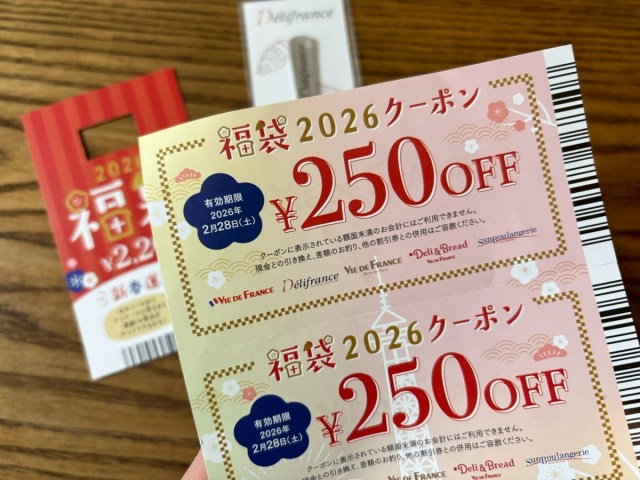 Délifrance
2026
福袋
¥2,2
新春運
福袋2026クーポン
有効期限
2026年
2月28日(土)
¥250OFF
クーポンに表示されている額面未満のお会計にはご利用できません。
現金との引き換え、差額のお釣り、他の割引券との併用はご容赦ください。
VIE DE FRANCE
Délifrance
VIE DE FRANCE
Deli&Bread
VIE DE FRANCE
Sunpoulangerie
福袋2026クーポン
有効期限
2026年
2月28日(土)
¥250OFF
クーポンに表示されている額面未満のお会計にはご利用できません。
現金との引き換え、差額のお釣り、他の割引券との併用はご容赦ください。
VIE DE FRANCE
Deli&Bread
VIE DE FRANCE
Sunpoulangerie